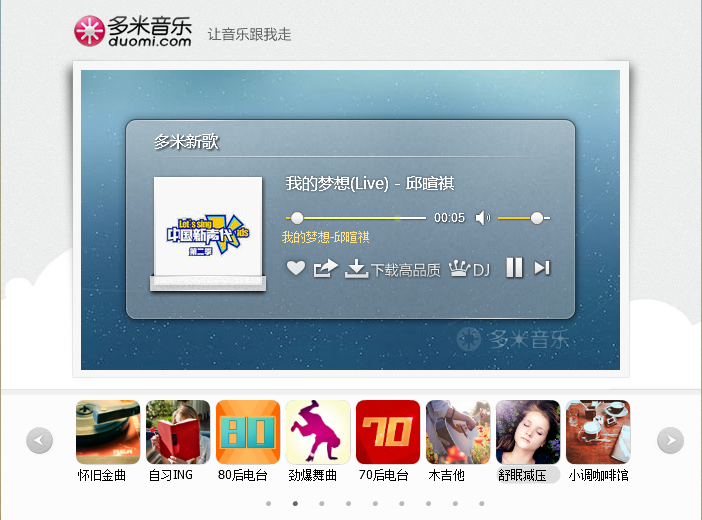 多米音乐
duomi.com
让音乐跟我走
多米新歌
我的梦想(Live) - 邱暄祺
00:05
我的梦想-邱暄祺
Let's sing
中国新声代
kids
第二季
下载高品质
DJ
多米音乐
80
70
怀旧金曲
自习ING
80后电台
劲爆舞曲
70后电台
木吉他
舒眠减压
小调咖啡馆